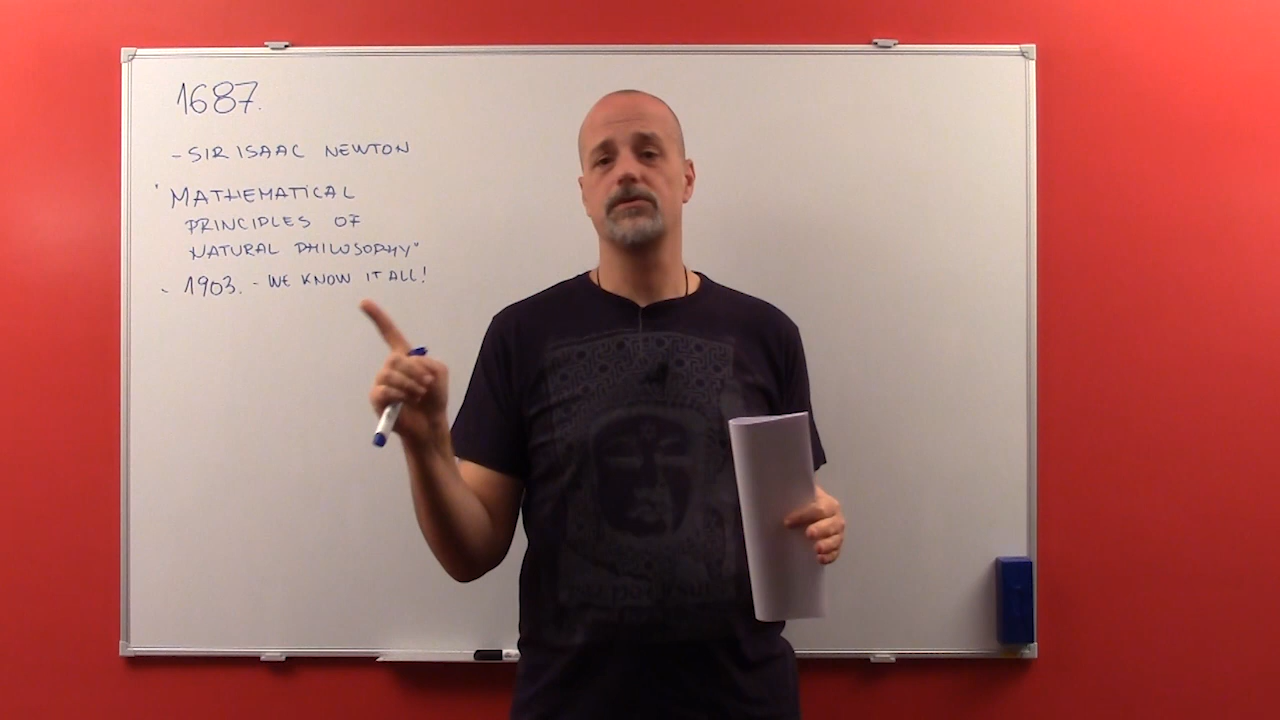 1687.
- SIR ISAAC NEWTON
"MATHEMATICAL
PRINCIPLES OF
NATURAL PHILOSOPHY"
- 1903. - WE KNOW IT ALL!